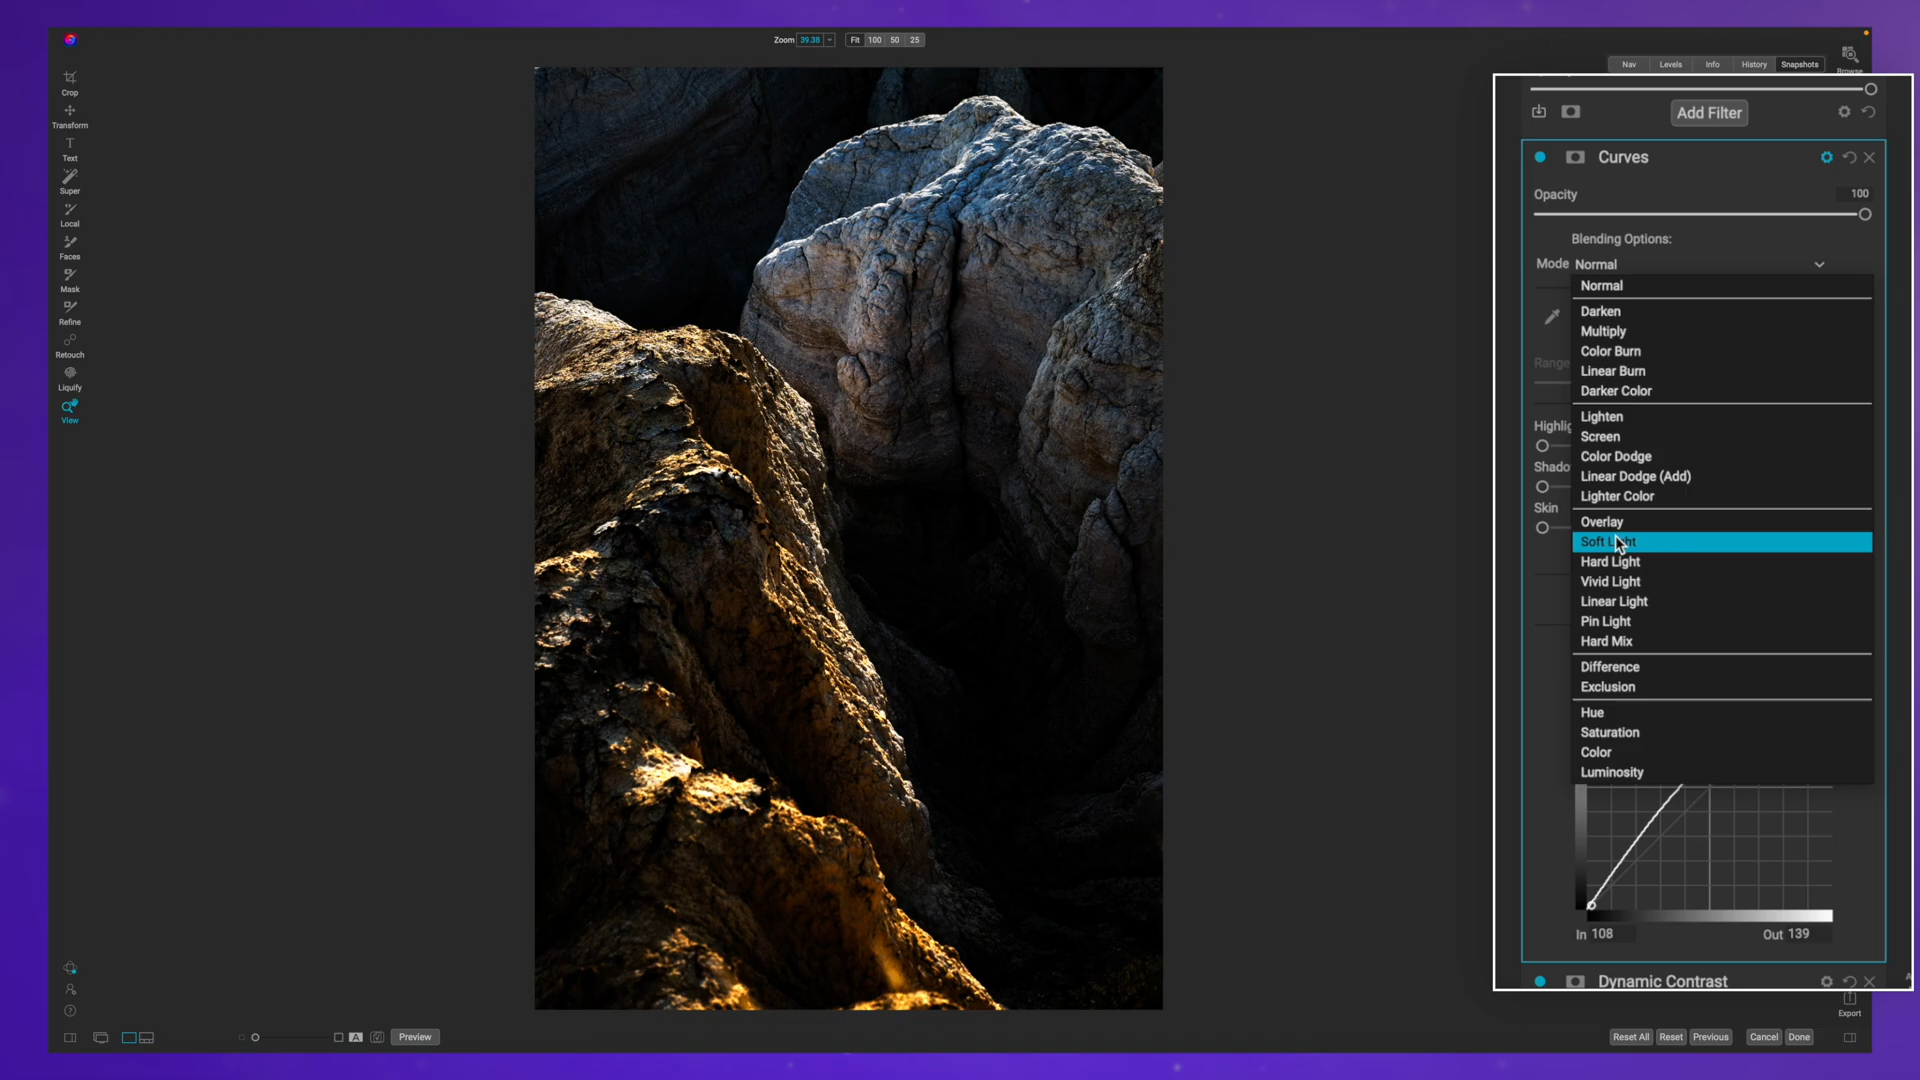 Zoom 39.38 Fit 100 50 25
Nav Levels Info History Snapshots
Browse
Crop
Transform
Text
Super
Local
Faces
Mask
Refine
Retouch
Liquify
View
Add Filter
Curves
Opacity 100
Blending Options:
Mode Normal
Normal
Darken
Multiply
Color Burn
Linear Burn
Darker Color
Range
Lighten
Screen
Color Dodge
Linear Dodge (Add)
Lighter Color
Highlig
Shado
Skin
Overlay
Soft Light
Hard Light
Vivid Light
Linear Light
Pin Light
Hard Mix
Difference
Exclusion
Hue
Saturation
Color
Luminosity
In 108 Out 139
Dynamic Contrast
Export
A Preview
Reset All Reset Previous Cancel Done